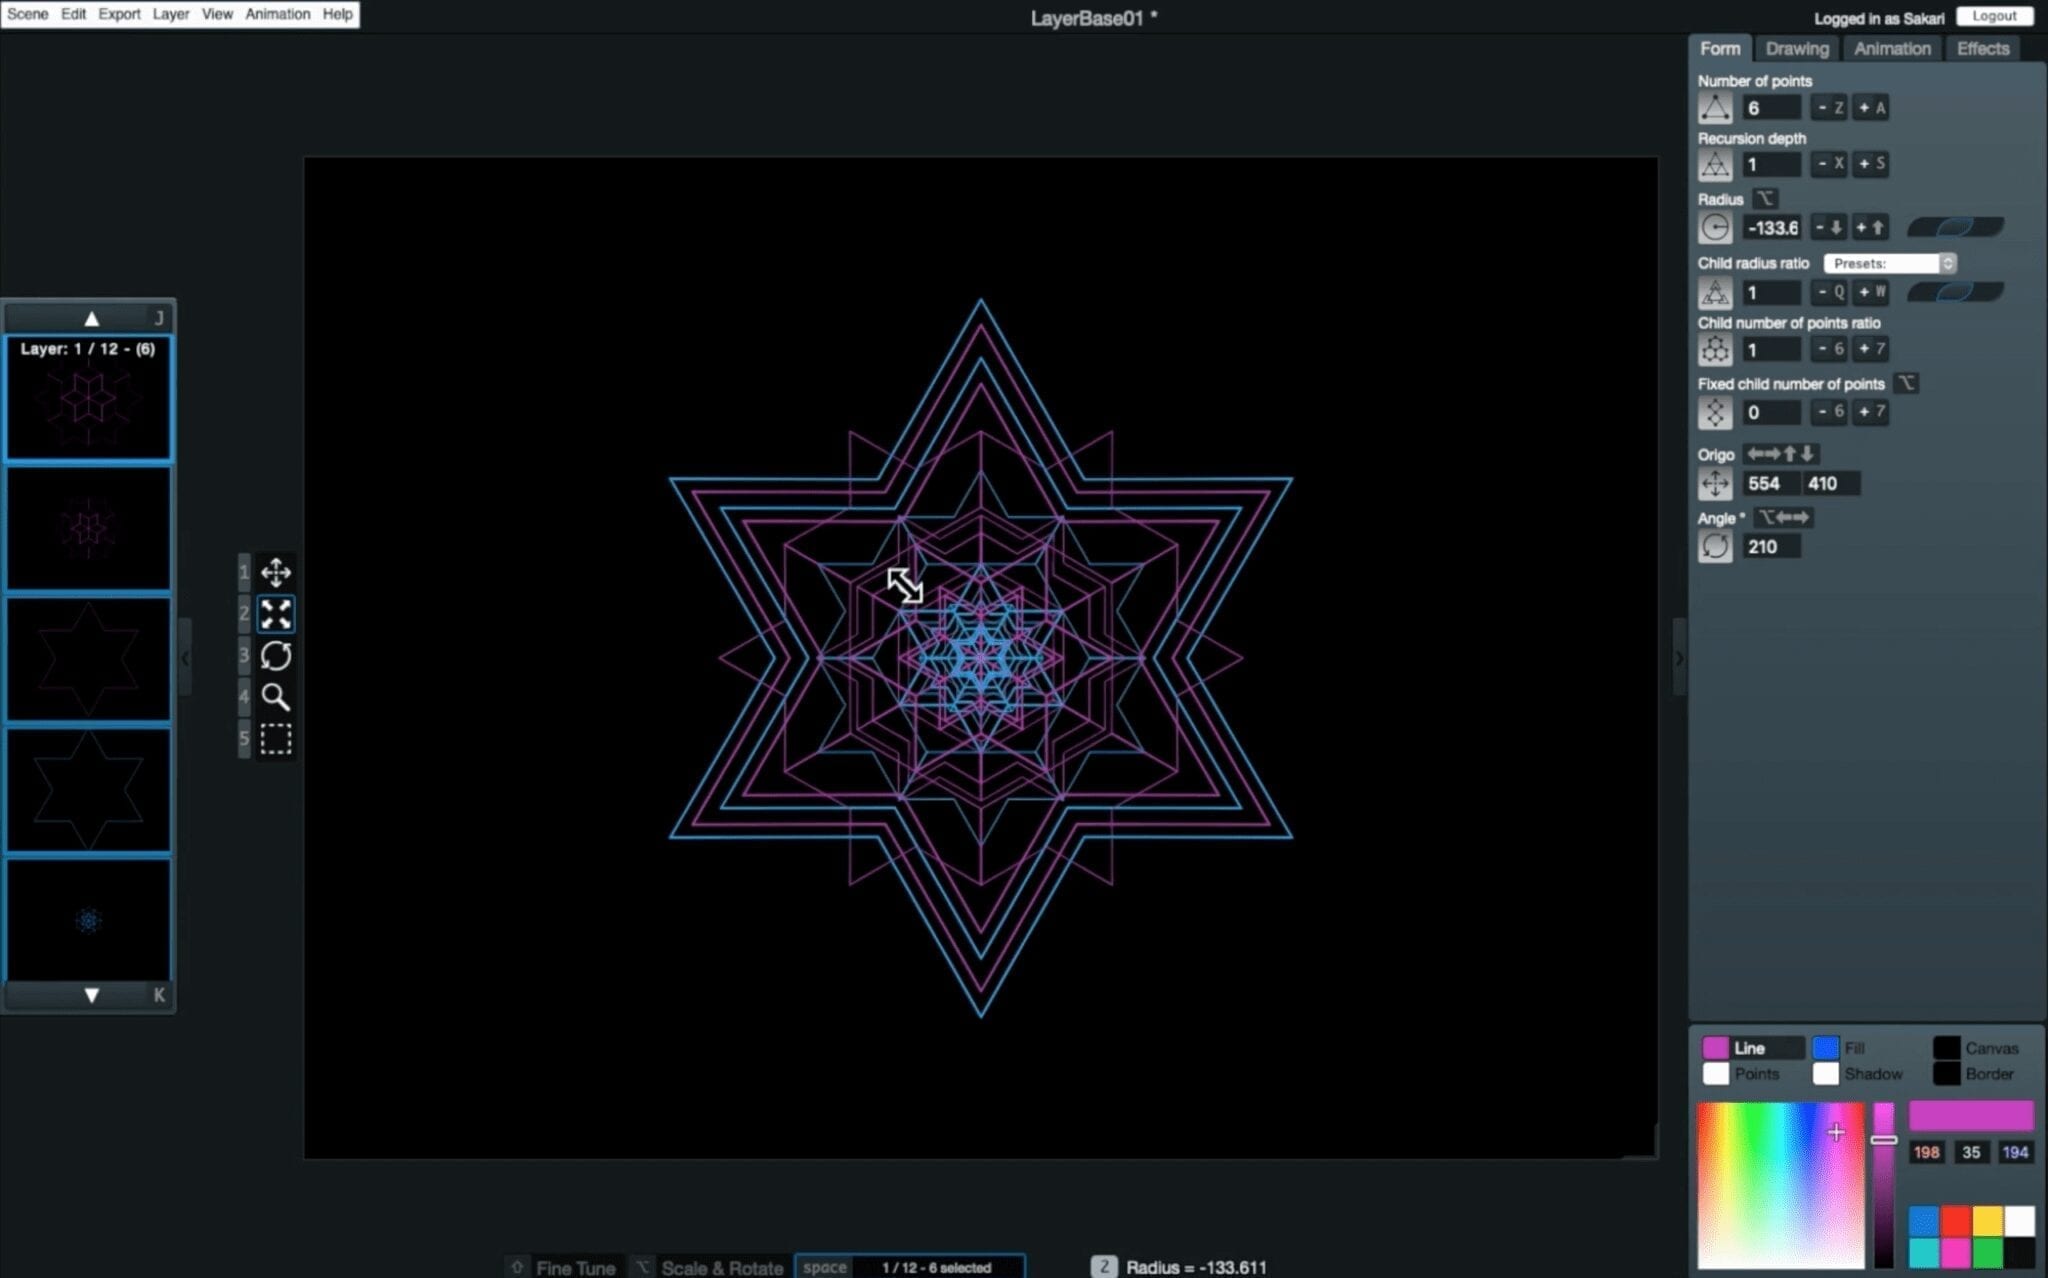 Scene Edit Export Layer View Animation Help
LayerBase01 *
Logged in as Sakari Logout
Form Drawing Animation Effects
Number of points
6 - Z + A
Recursion depth
1 - X + S
Radius ⌥
-133.6 - ⬇ + ⬆
Child radius ratio Presets:
1 - Q + W
Child number of points ratio
1 - 6 + 7
Fixed child number of points ⌥
0 - 6 + 7
Origo
554 410
Angle °
210
▲ J
Layer: 1 / 12 - (6)
▼ K
1
2
3
4
5
Line Fill Canvas
Points Shadow Border
198 35 194
⇧ Fine Tune ⌥ Scale & Rotate space 1 / 12 - 6 selected 2 Radius = -133.611